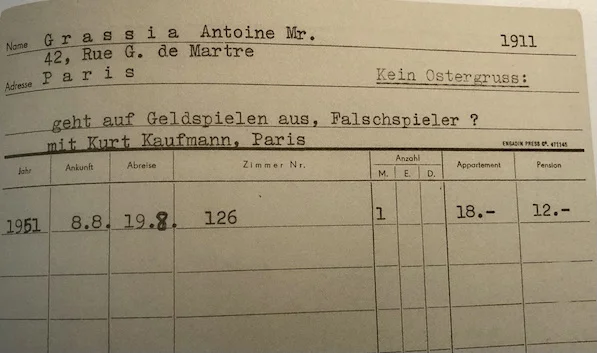 Name G r a s s i a Antoine Mr. 1911
42, Rue G. de Martre
Adresse P a r i s Kein Ostergruss:
geht auf Geldspielen aus, Falschspieler ?
mit Kurt Kaufmann, Paris
ENGADIN PRESS Cº. 477145
Jahr Ankunft Abreise Zimmer Nr. Anzahl Appartement Pension
M. E. D.
1951 8.8. 19.8. 126 1 18.- 12.-